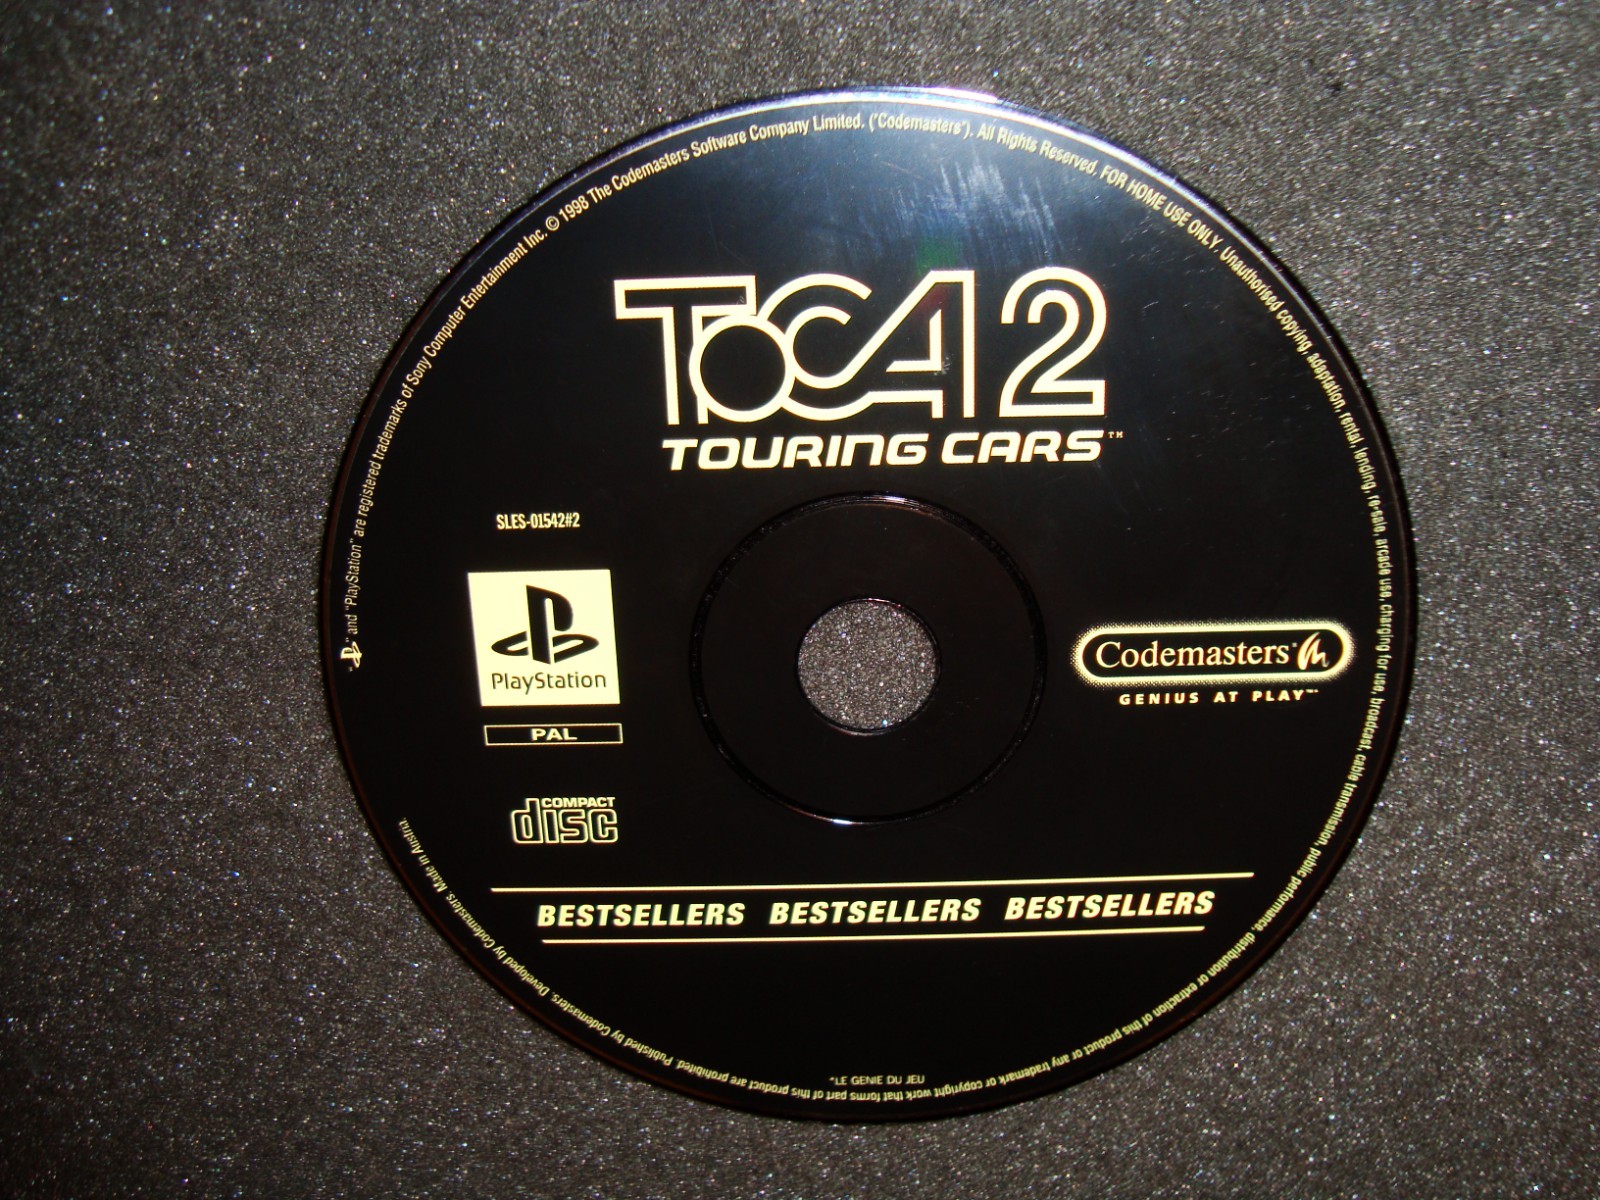 "PS" and "PlayStation" are registered trademarks of Sony Computer Entertainment Inc. © 1998 The Codemasters Software Company Limited. ('Codemasters'). All Rights Reserved. FOR HOME USE ONLY. Unauthorised copying, adaptation, rental, lending, re-sale, arcade use, charging for use, broadcast, cable transmission, public performance, distribution or extraction of this product or any trademark or copyright work that forms part of this product are prohibited. Published by Codemasters. Developed by Codemasters. Made in Austria.
TOCA 2
TOURING CARS™
SLES-01542#2
PlayStation
PAL
Codemasters
GENIUS AT PLAY™*
COMPACT
disc
BESTSELLERS BESTSELLERS BESTSELLERS
*LE GENIE DU JEU